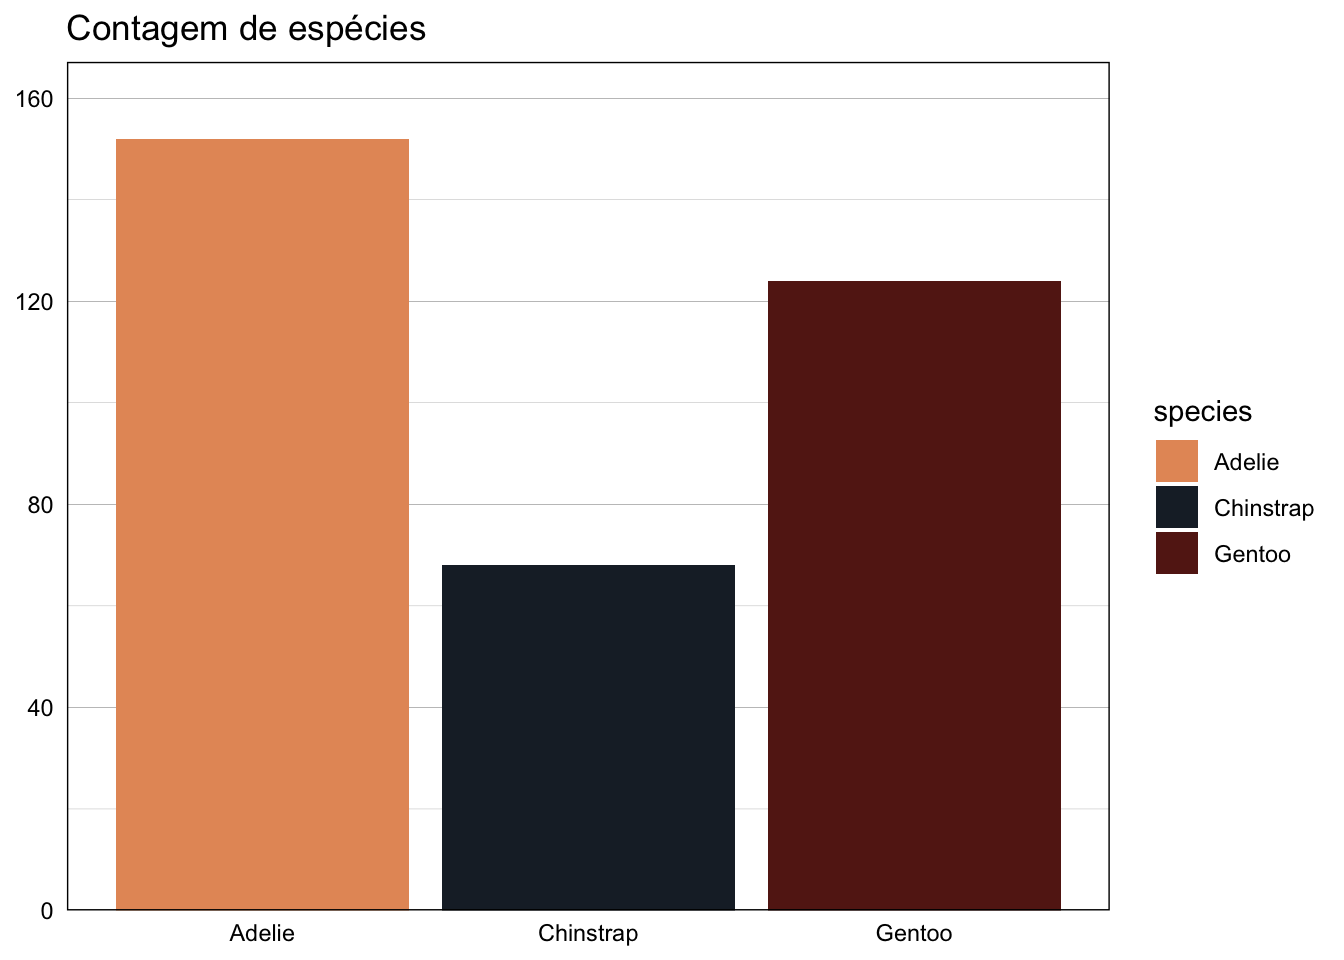 Contagem de espécies
160
120
80
40
0
Adelie Chinstrap Gentoo
species
Adelie
Chinstrap
Gentoo